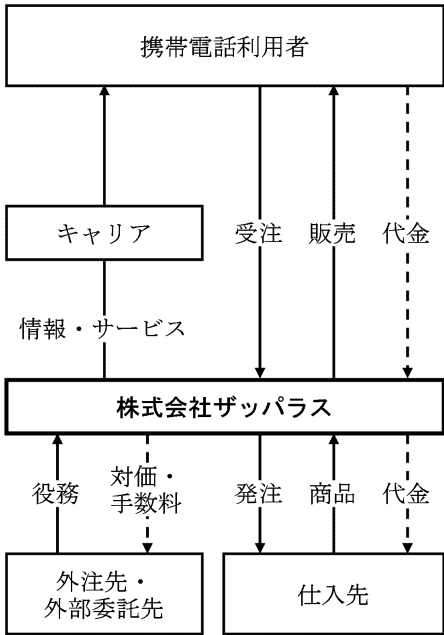 携帯電話利用者
キャリア
受注
販売
代金
情報・サービス
株式会社ザッパラス
役務
対価・
手数料
発注
商品
代金
外注先・
外部委託先
仕入先